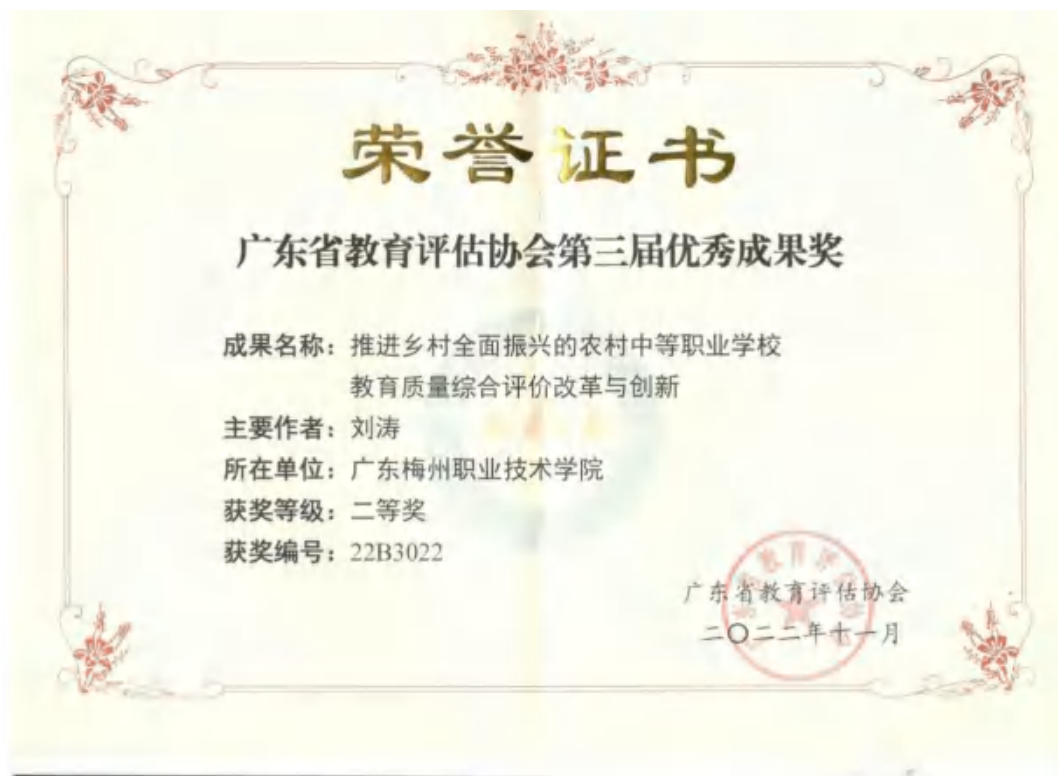 荣誉证书
广东省教育评估协会第三届优秀成果奖
成果名称：推进乡村全面振兴的农村中等职业学校
教育质量综合评价改革与创新
主要作者：刘涛
所在单位：广东梅州职业技术学院
获奖等级：二等奖
获奖编号：22B3022
广东省教育评估协会
二〇二二年十一月